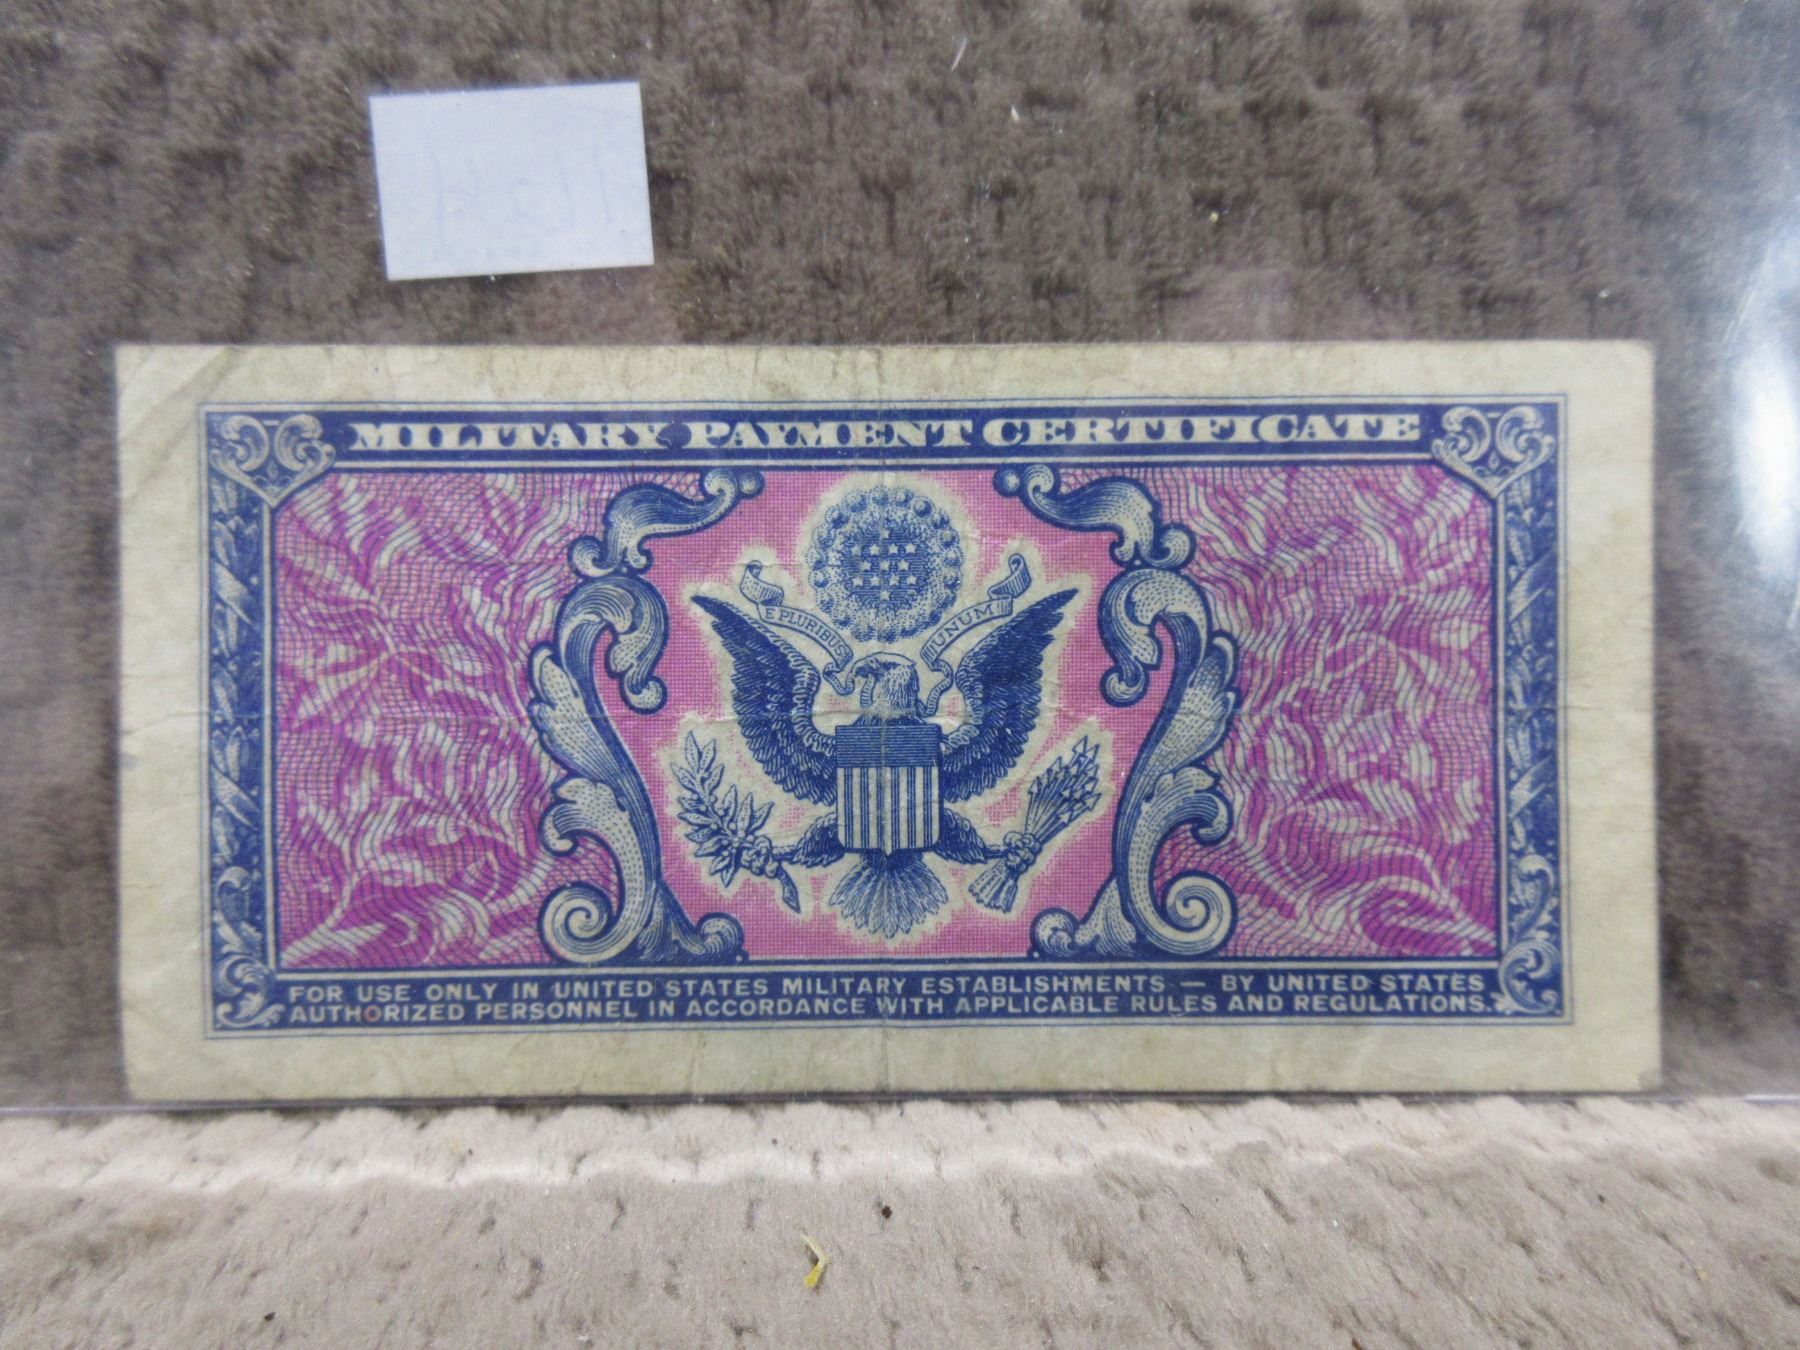 MILITARY PAYMENT CERTIFICATE
E PLURIBUS UNUM
FOR USE ONLY IN UNITED STATES MILITARY ESTABLISHMENTS — BY UNITED STATES
AUTHORIZED PERSONNEL IN ACCORDANCE WITH APPLICABLE RULES AND REGULATIONS.